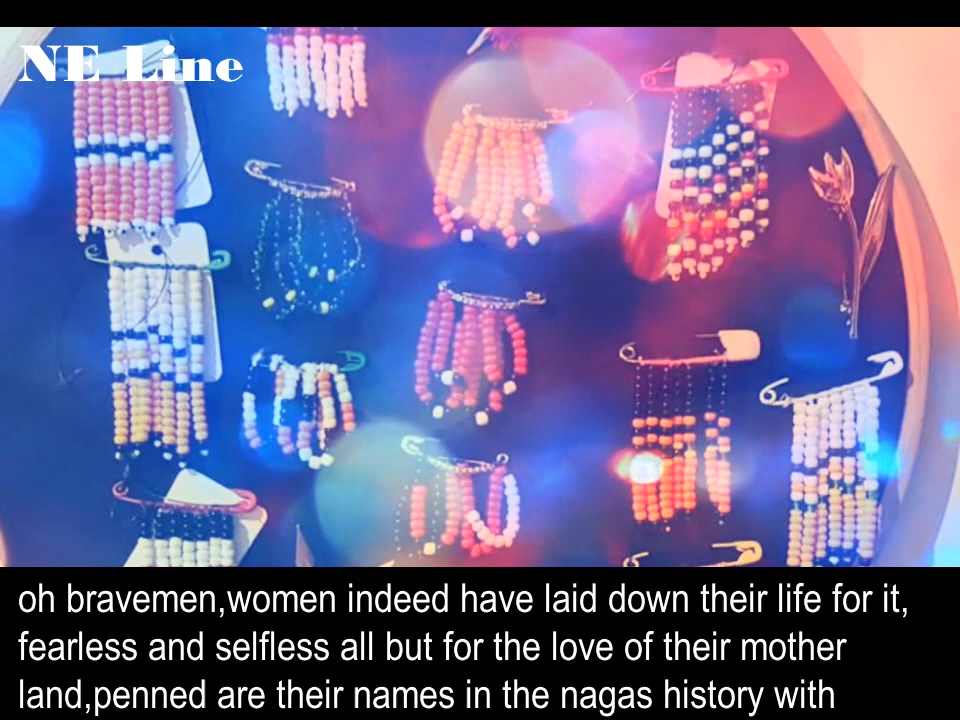 NE Line
oh bravemen,women indeed have laid down their life for it,
fearless and selfless all but for the love of their mother
land,penned are their names in the nagas history with